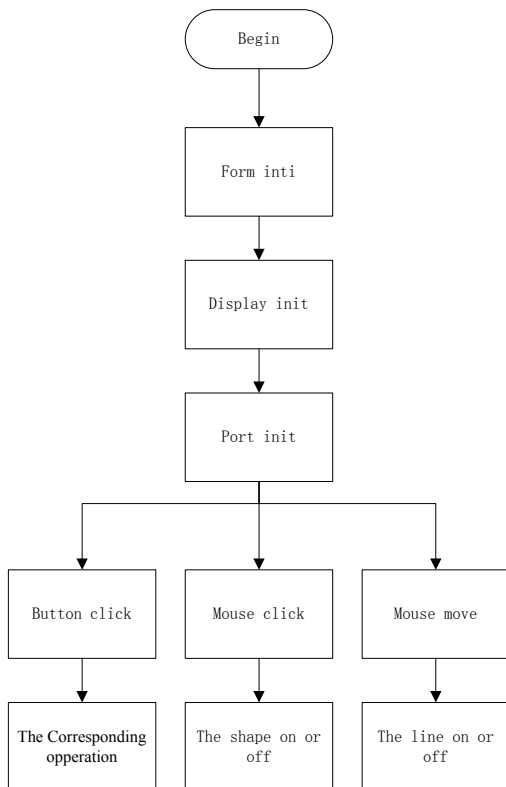 Begin
Form inti
Display init
Port init
Button click
Mouse click
Mouse move
The Corresponding
opperation
The shape on or
off
The line on or
off